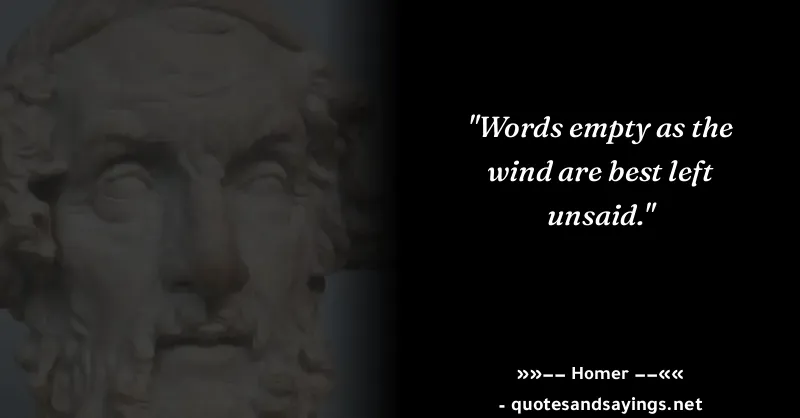 "Words empty as the
wind are best left
unsaid."
»»−− Homer −−««
- quotesandsayings.net